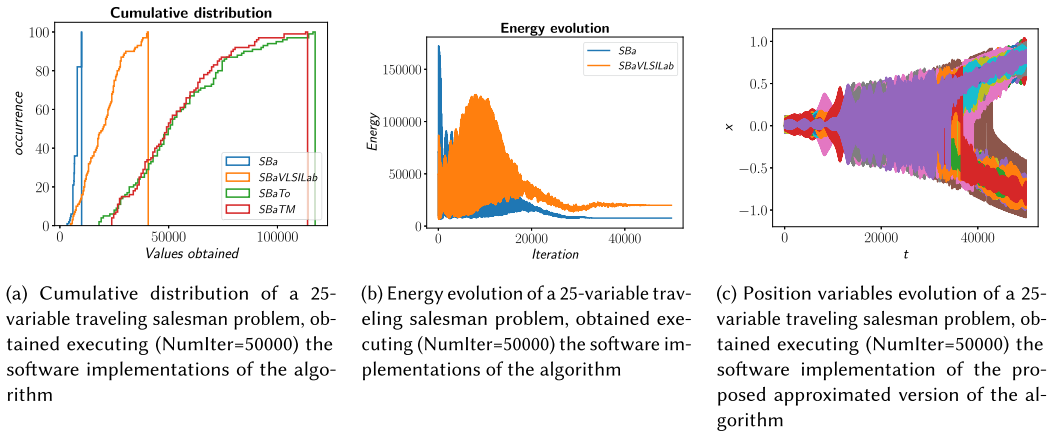 Cumulative distribution
100
80
60
40
20
0
occurrence
SBa
SBaVLSILab
SBaTo
SBaTM
0 50000 100000
Values obtained
Energy evolution
SBa
SBaVLSILab
150000
100000
50000
0
Energy
0 20000 40000
Iteration
1.0
0.5
0.0
−0.5
−1.0
x
0 20000 40000
t
(a) Cumulative distribution of a 25-
variable traveling salesman problem, ob-
tained executing (NumIter=50000) the
software implementations of the algo-
rithm
(b) Energy evolution of a 25-variable trav-
eling salesman problem, obtained exe-
cuting (NumIter=50000) the software im-
plementations of the algorithm
(c) Position variables evolution of a 25-
variable traveling salesman problem, ob-
tained executing (NumIter=50000) the
software implementation of the pro-
posed approximated version of the al-
gorithm